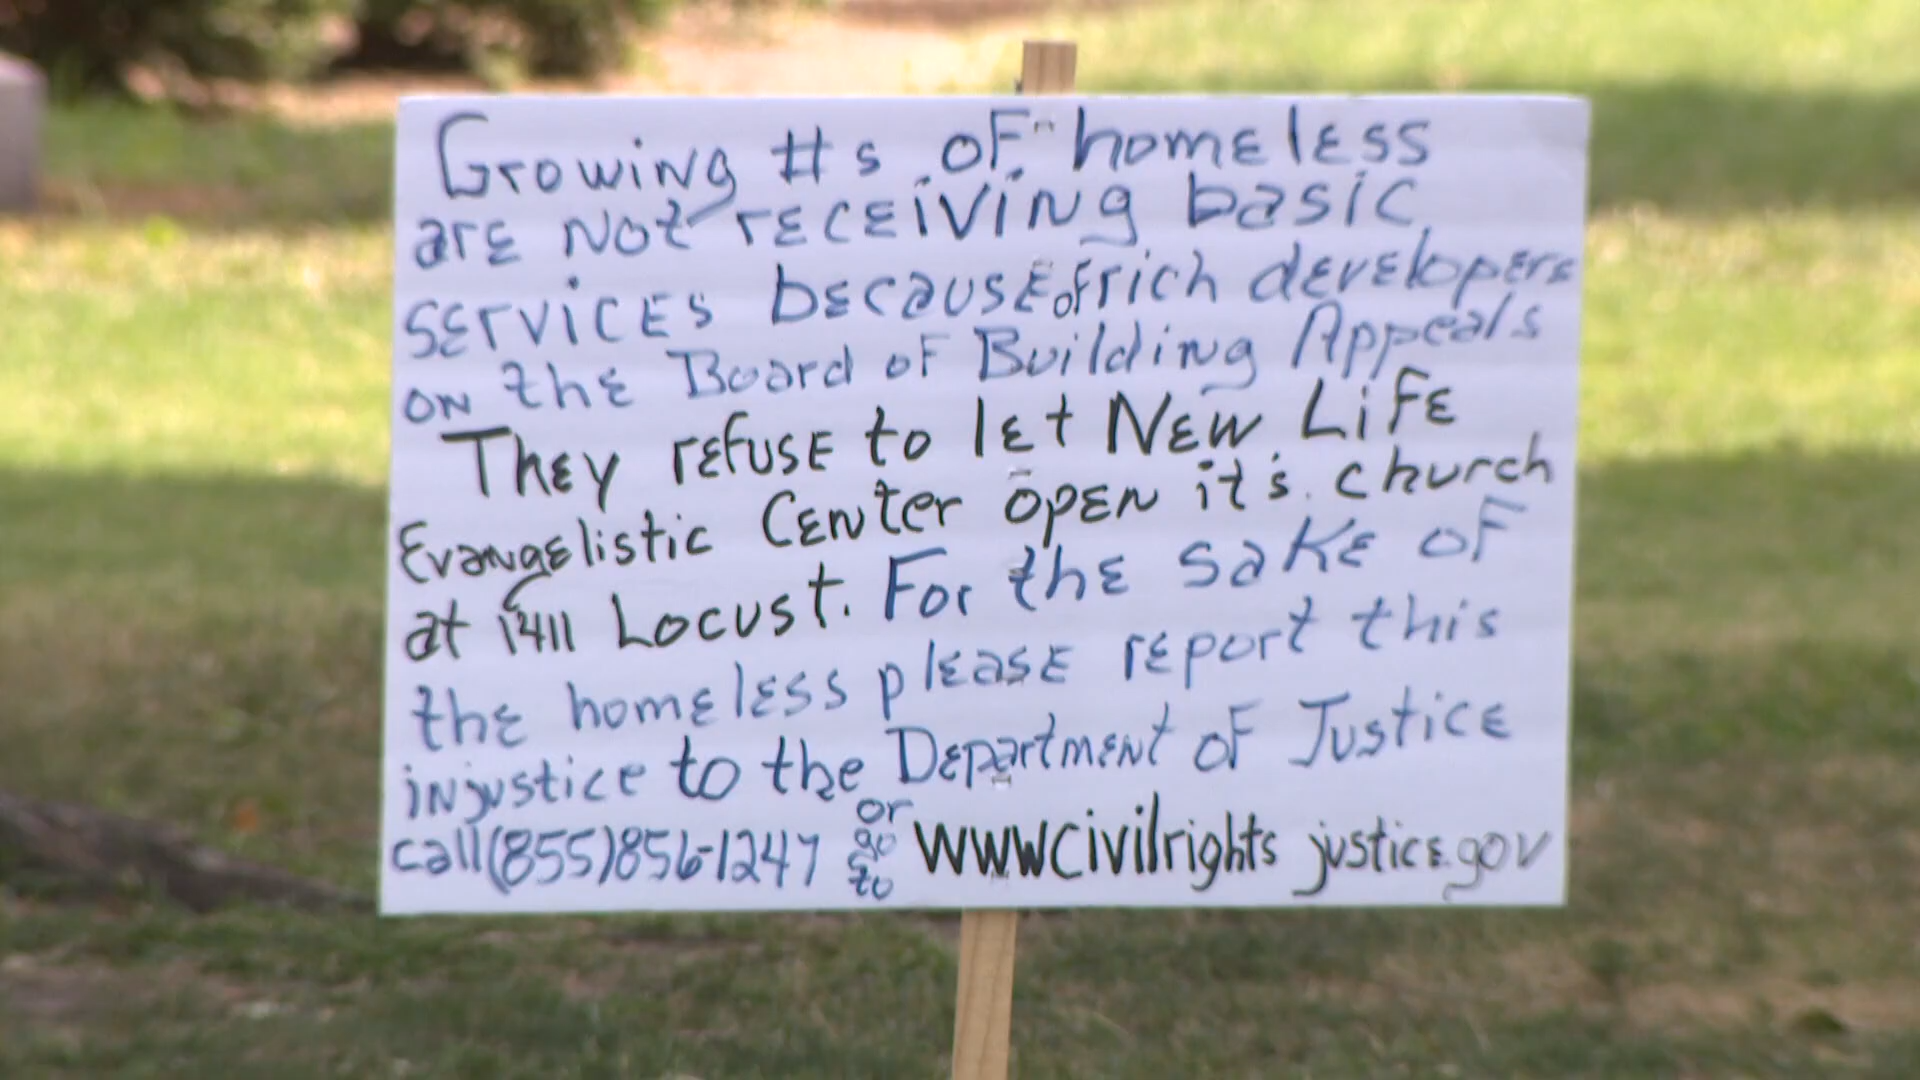 Growing #s of homeless
are not receiving basic
services because of rich developers
on the Board of Building Appeals
They refuse to let New Life
Evangelistic Center open it's church
at 1411 Locust. For the sake of
the homeless please report this
injustice to the Department of Justice
call (855)856-1247 or go to www civilrights justice.gov